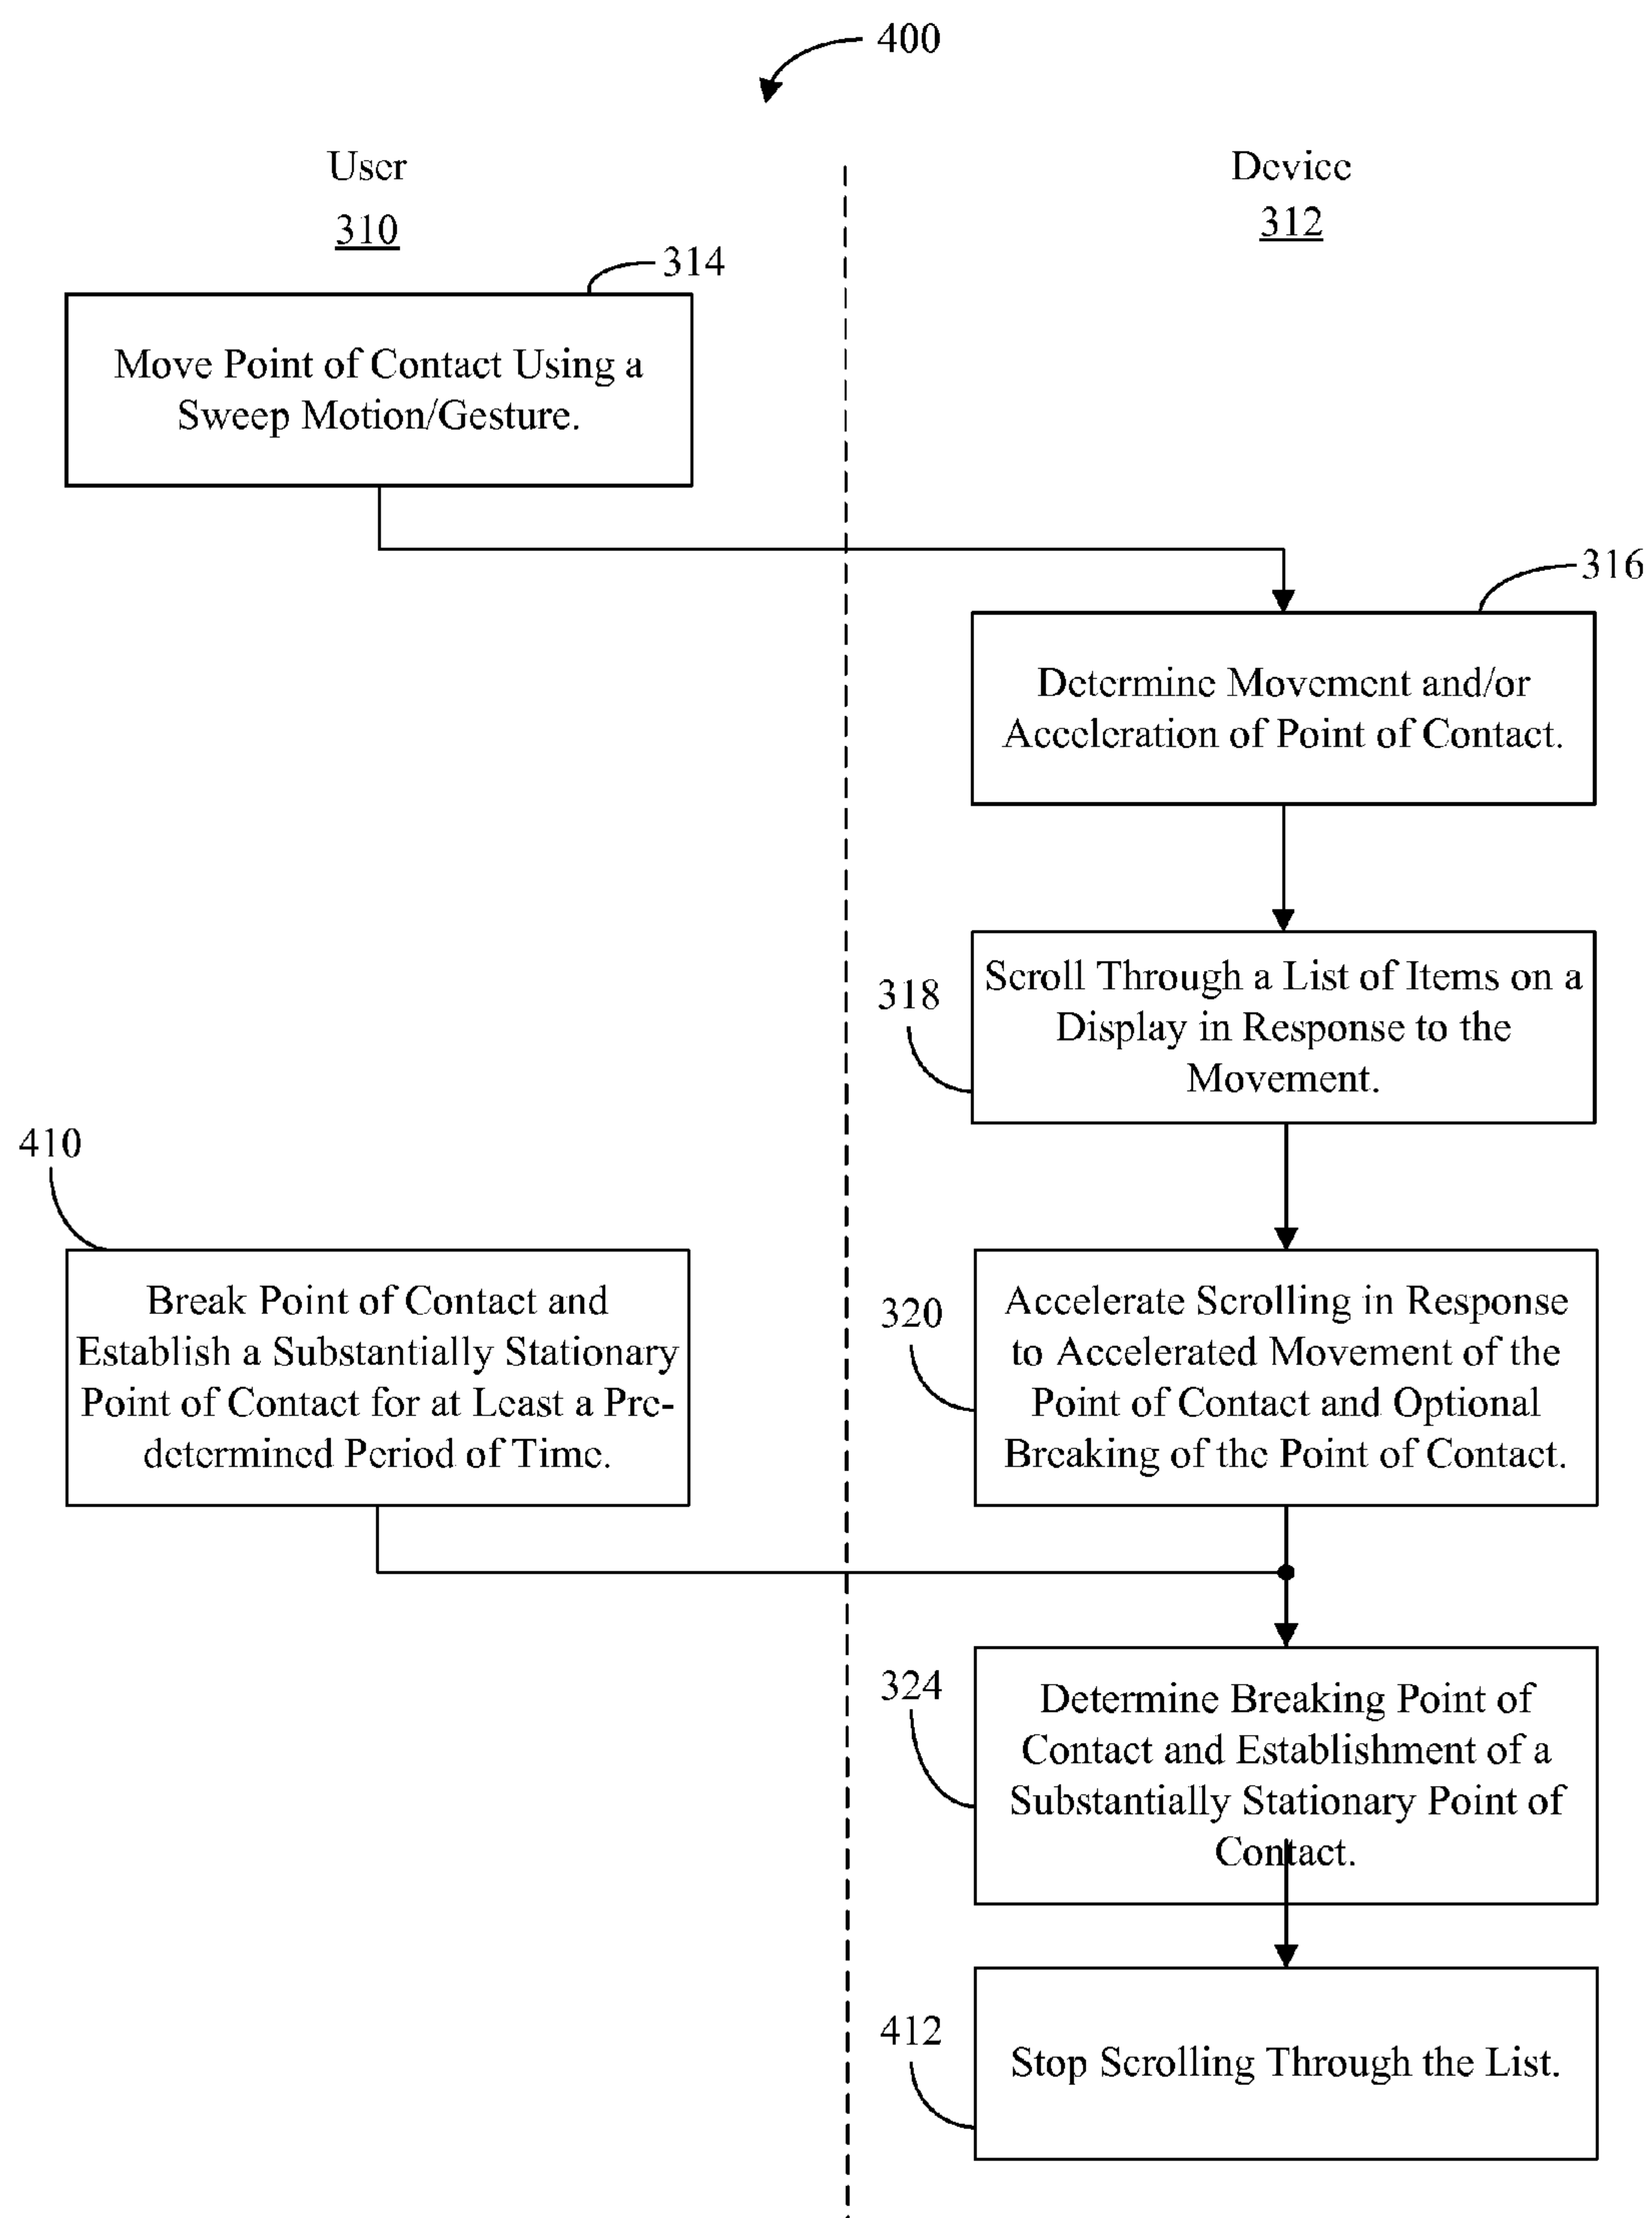 400
User
310
Device
312
314
Move Point of Contact Using a
Sweep Motion/Gesture.
316
Determine Movement and/or
Acceleration of Point of Contact.
318
Scroll Through a List of Items on a
Display in Response to the
Movement.
410
Break Point of Contact and
Establish a Substantially Stationary
Point of Contact for at Least a Pre-
determined Period of Time.
320
Accelerate Scrolling in Response
to Accelerated Movement of the
Point of Contact and Optional
Breaking of the Point of Contact.
324
Determine Breaking Point of
Contact and Establishment of a
Substantially Stationary Point of
Contact.
412
Stop Scrolling Through the List.